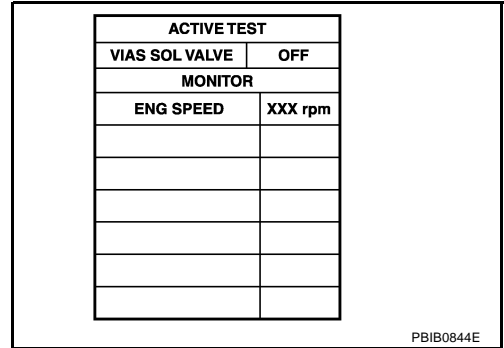 ACTIVE TEST
VIAS SOL VALVE OFF
MONITOR
ENG SPEED XXX rpm
PBIB0844E